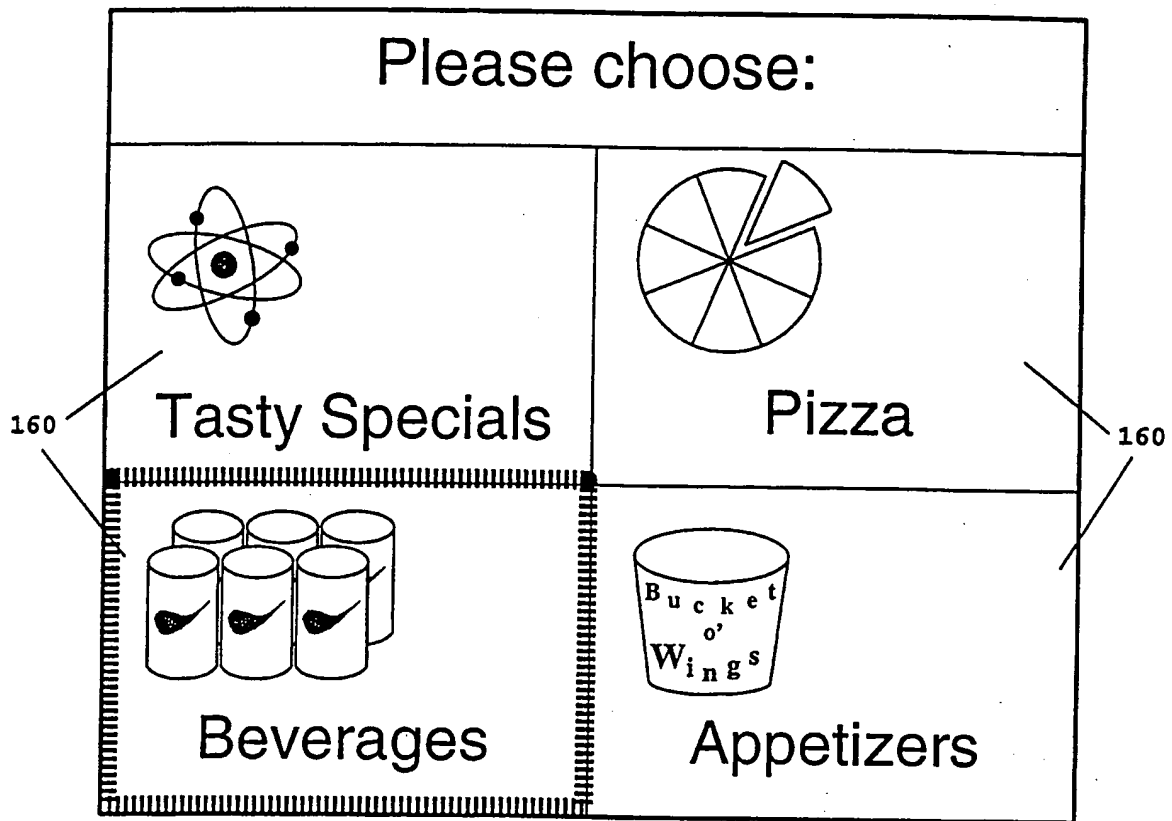 Please choose:
Tasty Specials
Pizza
160
160
Bucket
o'
Wings
Beverages
Appetizers